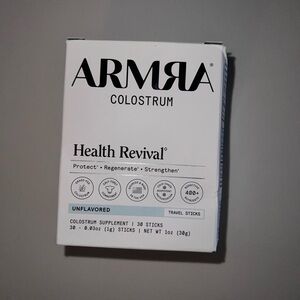 ARMRA®
COLOSTRUM
Health Revival°
Protect° • Regenerate° • Strengthen°
400+
UNFLAVORED
TRAVEL STICKS
COLOSTRUM SUPPLEMENT | 30 STICKS
30 - 0.03oz (1g) STICKS | NET WT 1oz (30g)